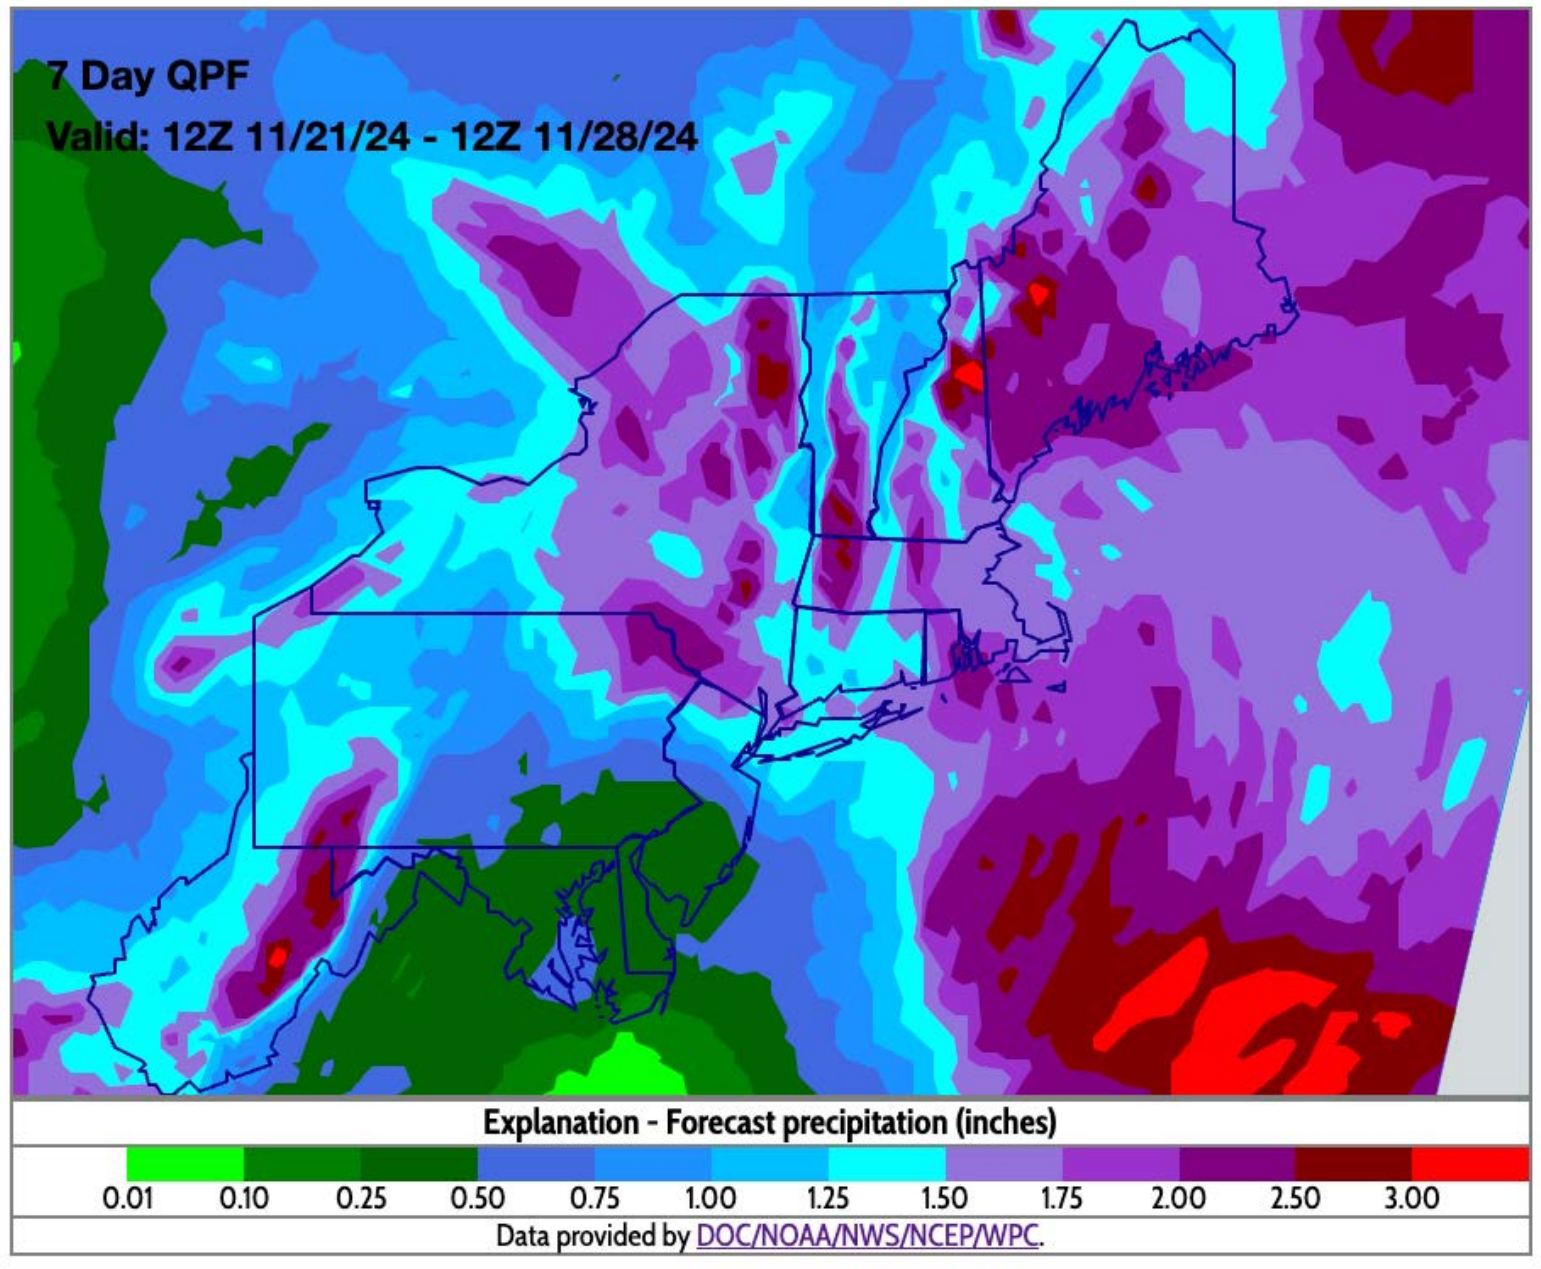 7 Day QPF
Valid: 12Z 11/21/24 - 12Z 11/28/24
Explanation - Forecast precipitation (inches)
0.01 0.10 0.25 0.50 0.75 1.00 1.25 1.50 1.75 2.00 2.50 3.00
Data provided by DOC/NOAA/NWS/NCEP/WPC.